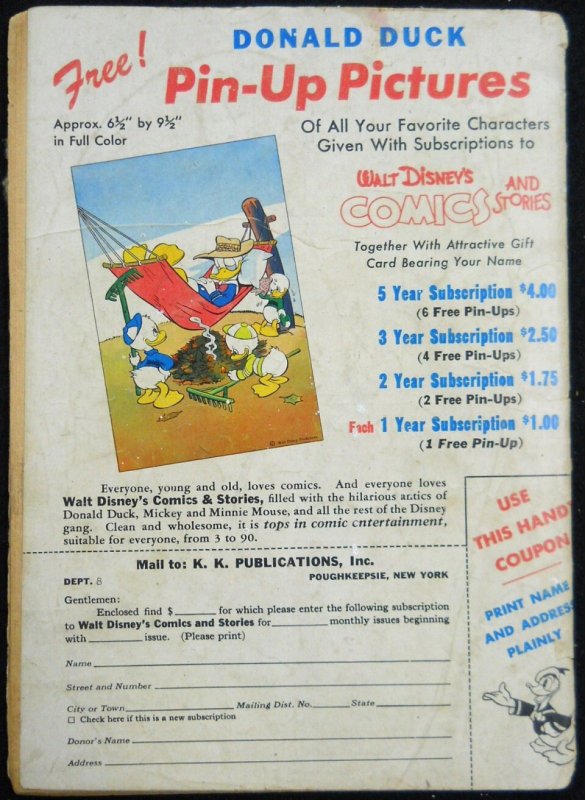 Free!
DONALD DUCK
Pin-Up Pictures
Approx. 6½" by 9½"
in Full Color
Of All Your Favorite Characters
Given With Subscriptions to
WALT DISNEY'S
COMICS AND STORIES
Together With Attractive Gift
Card Bearing Your Name
5 Year Subscription $4.00
(6 Free Pin-Ups)
3 Year Subscription $2.50
(4 Free Pin-Ups)
2 Year Subscription $1.75
(2 Free Pin-Ups)
Each 1 Year Subscription $1.00
(1 Free Pin-Up)
© Walt Disney Productions
Everyone, young and old, loves comics. And everyone loves
Walt Disney's Comics & Stories, filled with the hilarious antics of
Donald Duck, Mickey and Minnie Mouse, and all the rest of the Disney
gang. Clean and wholesome, it is tops in comic entertainment,
suitable for everyone, from 3 to 90.
USE
THIS HANDY
COUPON
PRINT NAME
AND ADDRESS
PLAINLY
Mail to: K. K. PUBLICATIONS, Inc.
DEPT. 8 POUGHKEEPSIE, NEW YORK
Gentlemen:
Enclosed find $ for which please enter the following subscription
to Walt Disney's Comics and Stories for monthly issues beginning
with issue. (Please print)
Name
Street and Number
City or Town Mailing Dist. No. State
☐ Check here if this is a new subscription
Donor's Name
Address